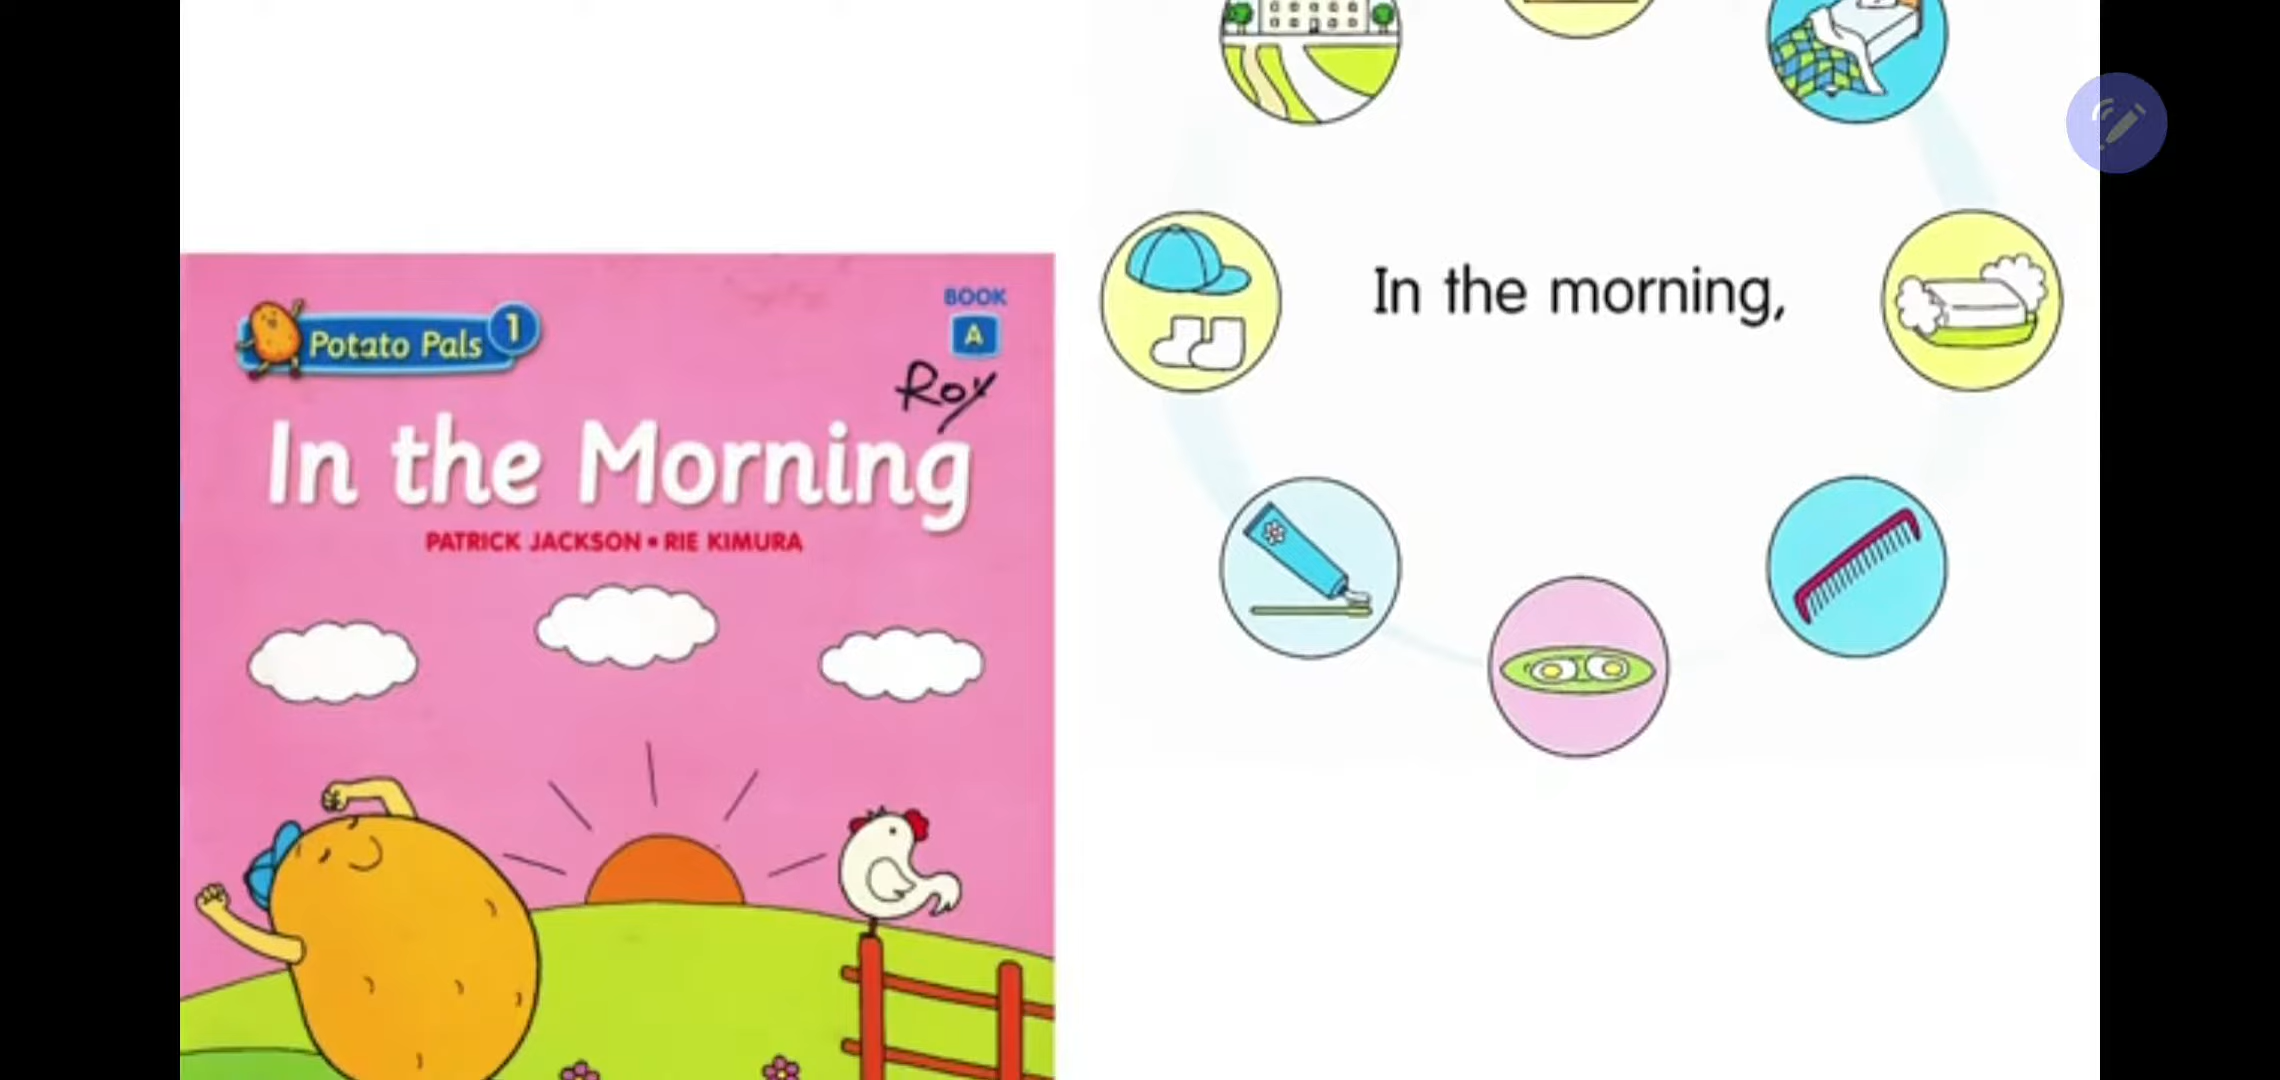 BOOK
A
Potato Pals 1
Roy
In the Morning
PATRICK JACKSON • RIE KIMURA
In the morning,